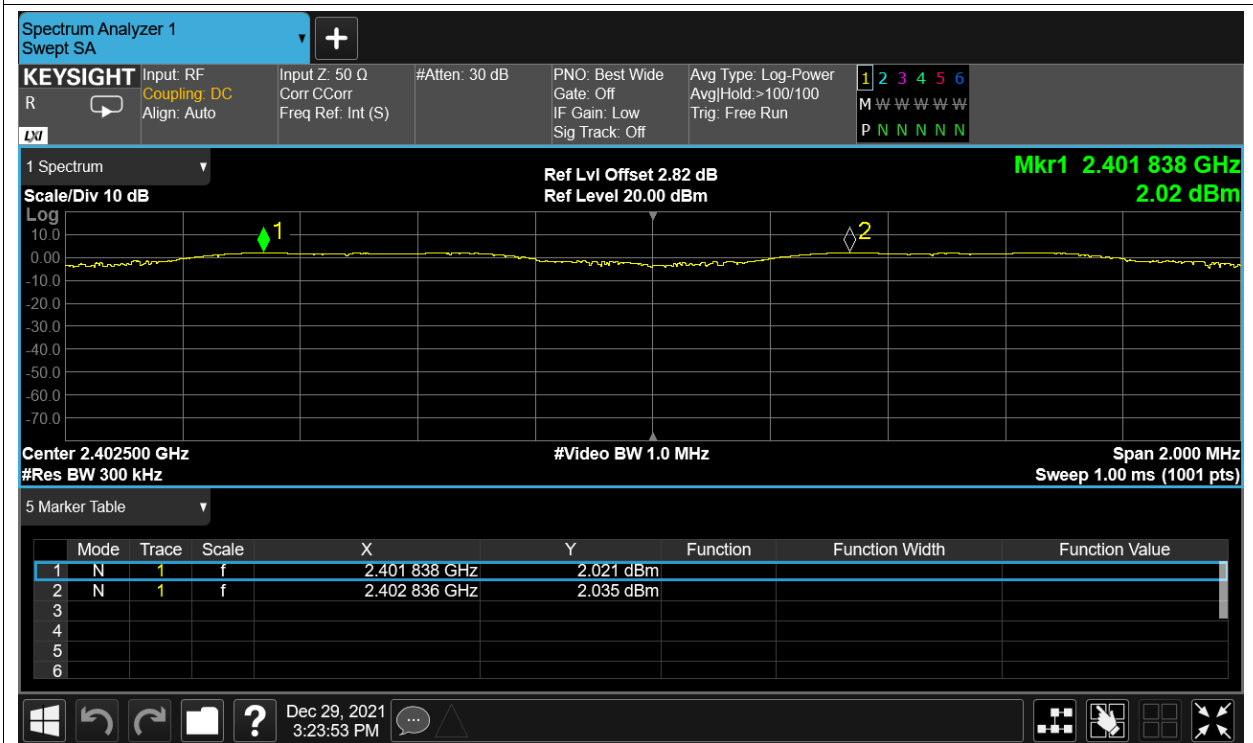 Spectrum Analyzer 1
Swept SA
KEYSIGHT Input: RF Input Z: 50 Ω #Atten: 30 dB PNO: Best Wide Avg Type: Log-Power 1 2 3 4 5 6
R Coupling: DC Corr CCorr Gate: Off Avg|Hold:>100/100 M W W W W W
Align: Auto Freq Ref: Int (S) IF Gain: Low Trig: Free Run
LXI Sig Track: Off P N N N N N
1 Spectrum Ref Lvl Offset 2.82 dB Mkr1 2.401 838 GHz
Scale/Div 10 dB Ref Level 20.00 dBm 2.02 dBm
Log
10.0 1 2
0.00
-10.0
-20.0
-30.0
-40.0
-50.0
-60.0
-70.0
Center 2.402500 GHz #Video BW 1.0 MHz Span 2.000 MHz
#Res BW 300 kHz Sweep 1.00 ms (1001 pts)
5 Marker Table
Mode Trace Scale X Y Function Function Width Function Value
1 N 1 f 2.401 838 GHz 2.021 dBm
2 N 1 f 2.402 836 GHz 2.035 dBm
3
4
5
6
? Dec 29, 2021
3:23:53 PM